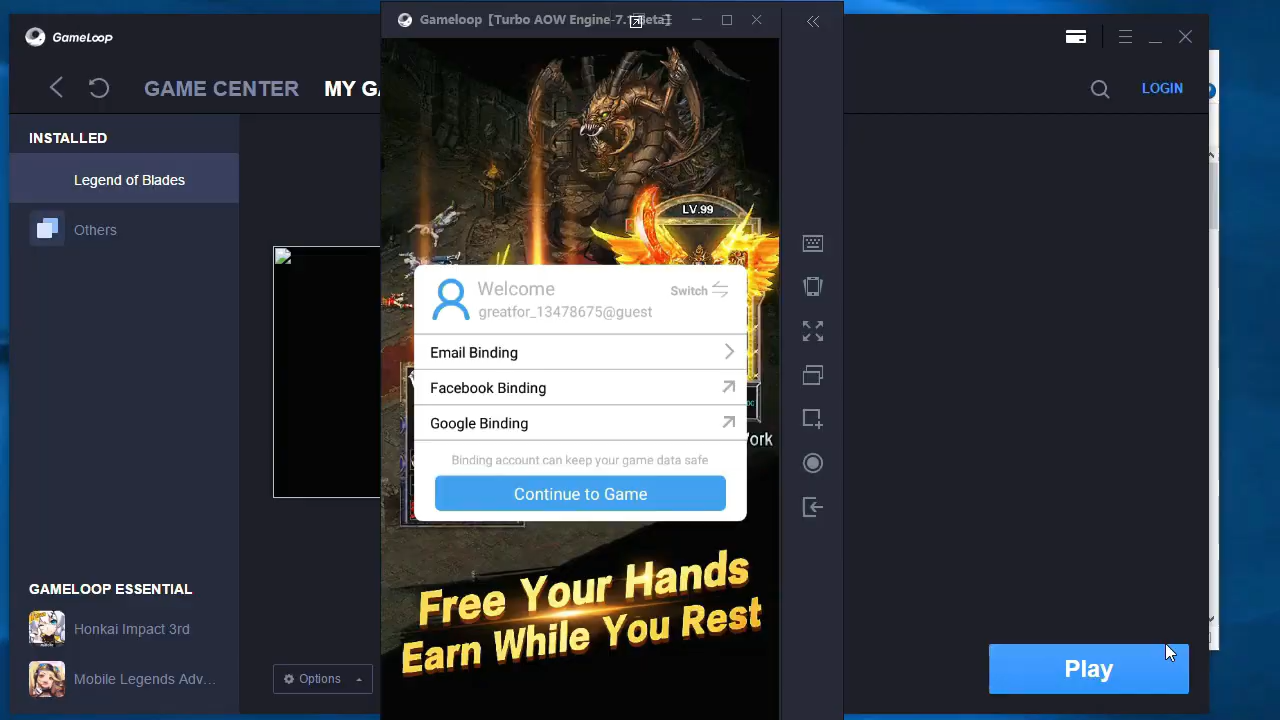 GameLoop
Gameloop [Turbo AOW Engine-7.1 Beta]
GAME CENTER
MY GA
LOGIN
INSTALLED
Legend of Blades
Others
LV.99
Welcome
Switch
greatfor_13478675@guest
Email Binding
Facebook Binding
Google Binding
Binding account can keep your game data safe
Continue to Game
Free Your Hands
Earn While You Rest
GAMELOOP ESSENTIAL
Honkai Impact 3rd
Mobile Legends Adv...
Options
Play